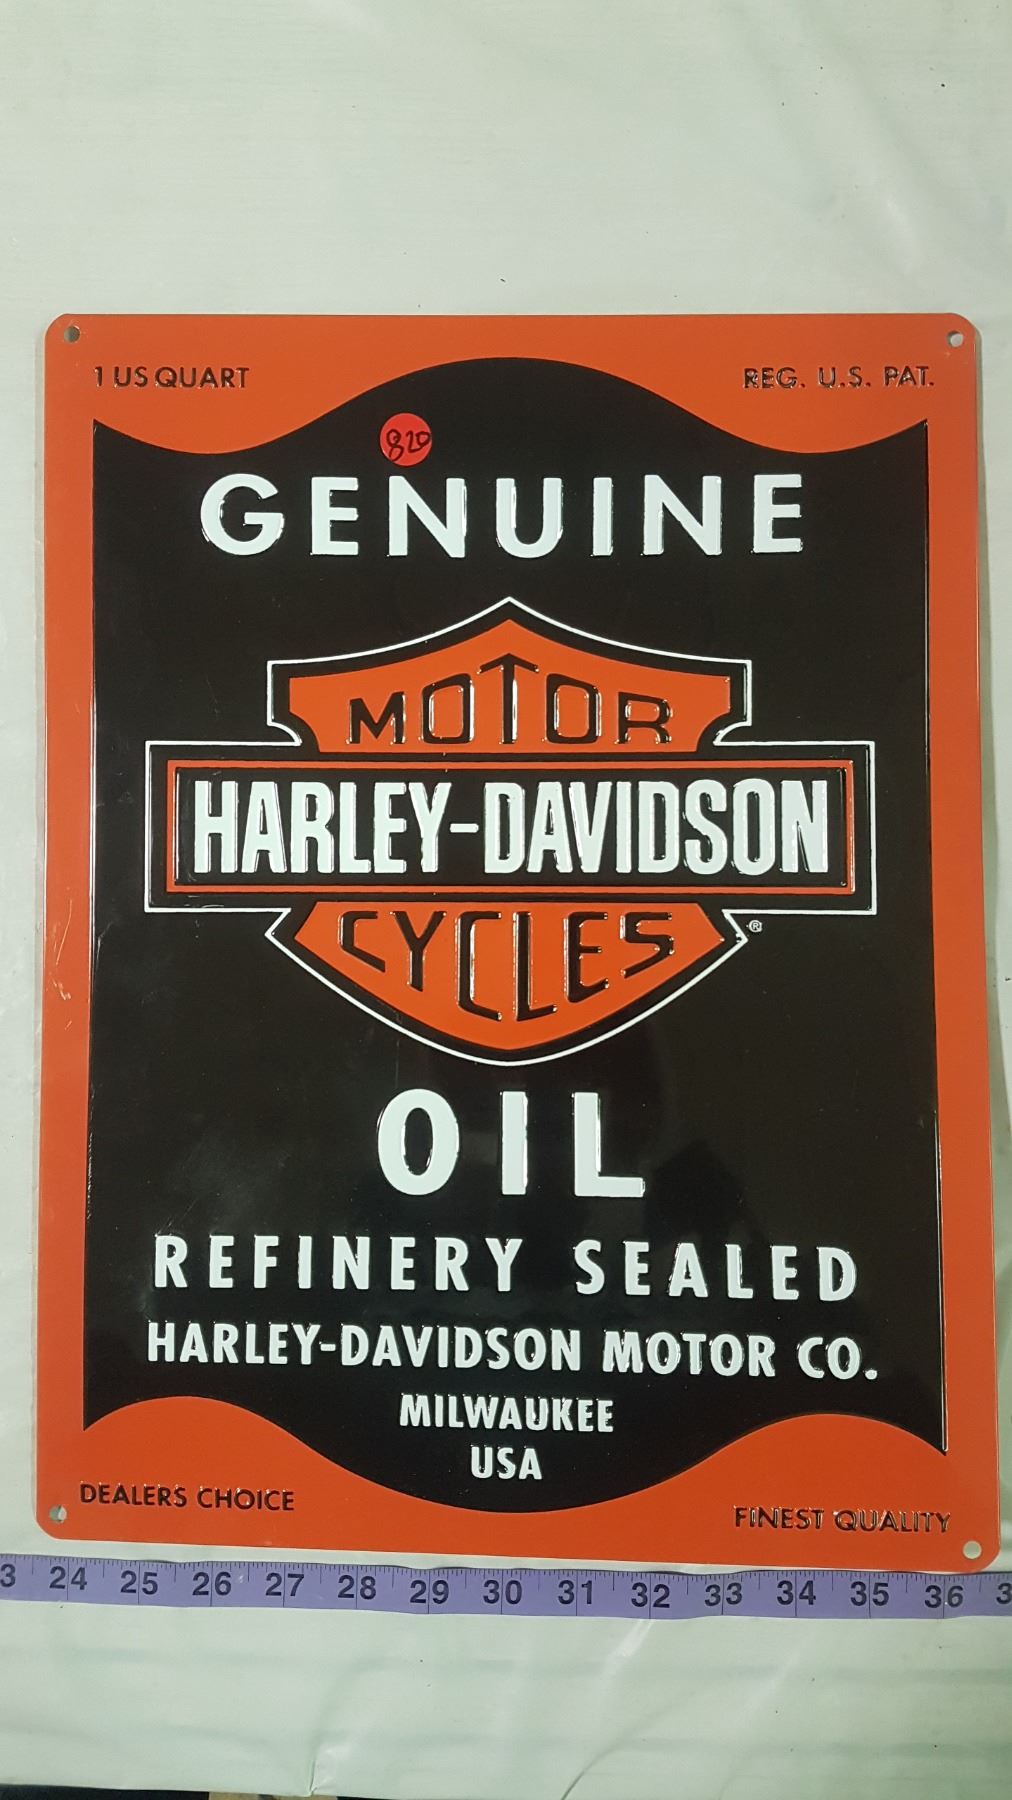 1 US QUART
REG. U.S. PAT.
820
GENUINE
MOTOR
HARLEY-DAVIDSON
CYCLES
®
OIL
REFINERY SEALED
HARLEY-DAVIDSON MOTOR CO.
MILWAUKEE
USA
DEALERS CHOICE
FINEST QUALITY
3 24 25 26 27 28 29 30 31 32 33 34 35 36 3